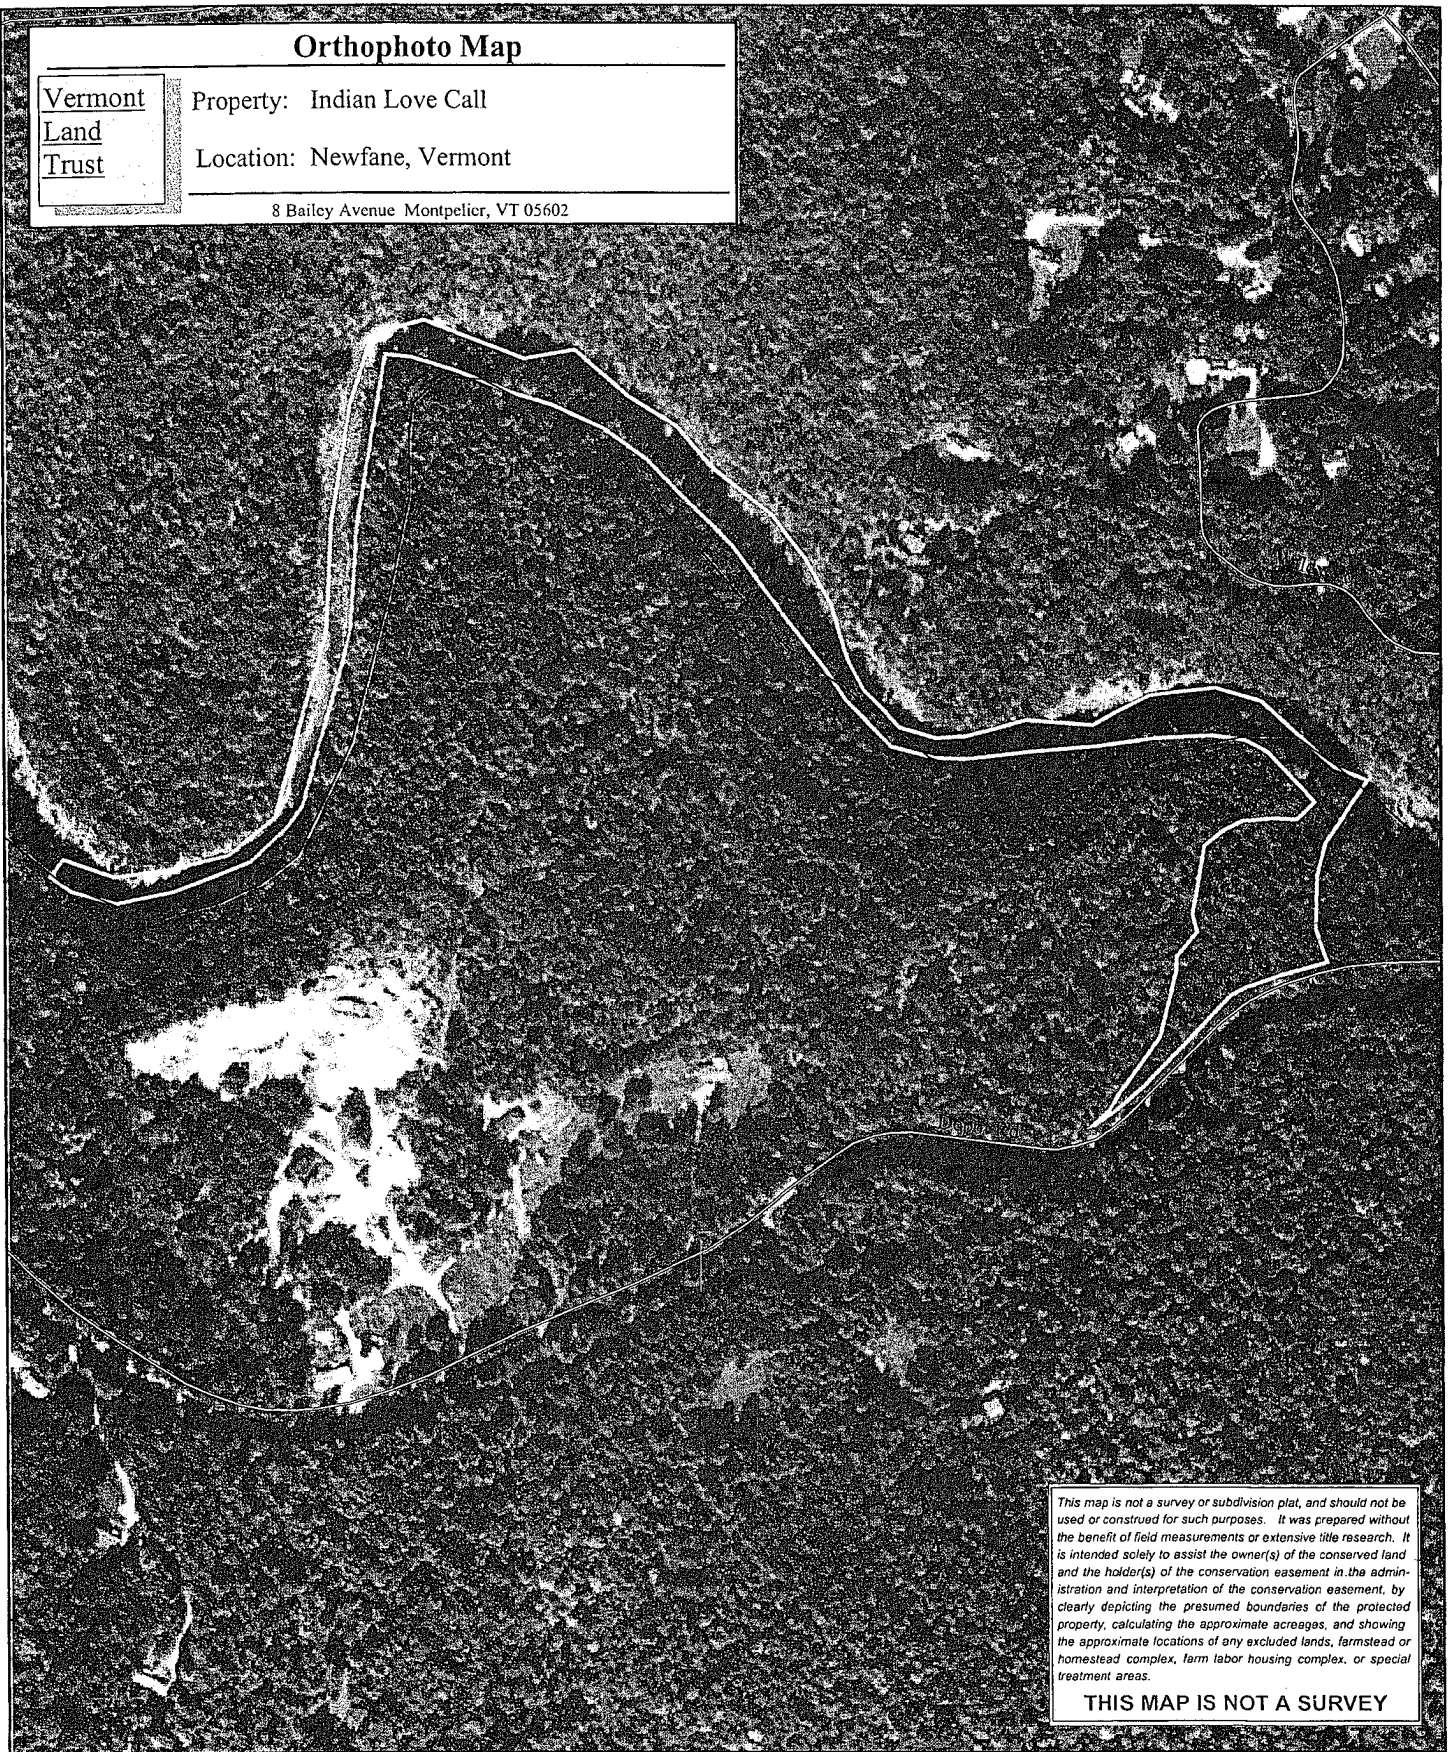 Orthophoto Map
Vermont
Land
Trust
Property: Indian Love Call
Location: Newfane, Vermont
8 Bailey Avenue Montpelier, VT 05602
Depot Rd
This map is not a survey or subdivision plat, and should not be
used or construed for such purposes. It was prepared without
the benefit of field measurements or extensive title research. It
is intended solely to assist the owner(s) of the conserved land
and the holder(s) of the conservation easement in the admin-
istration and interpretation of the conservation easement, by
clearly depicting the presumed boundaries of the protected
property, calculating the approximate acreages, and showing
the approximate locations of any excluded lands, farmstead or
homestead complex, farm labor housing complex, or special
treatment areas.
THIS MAP IS NOT A SURVEY